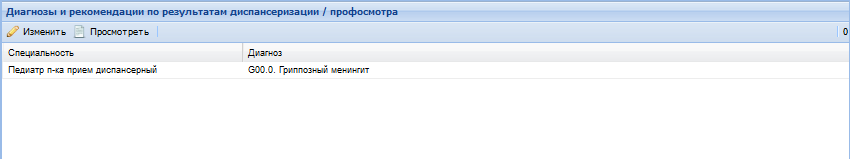 Диагнозы и рекомендации по результатам диспансеризации / профосмотра
Изменить Просмотреть 0
Специальность Диагноз
Педиатр п-ка прием диспансерный G00.0. Гриппозный менингит